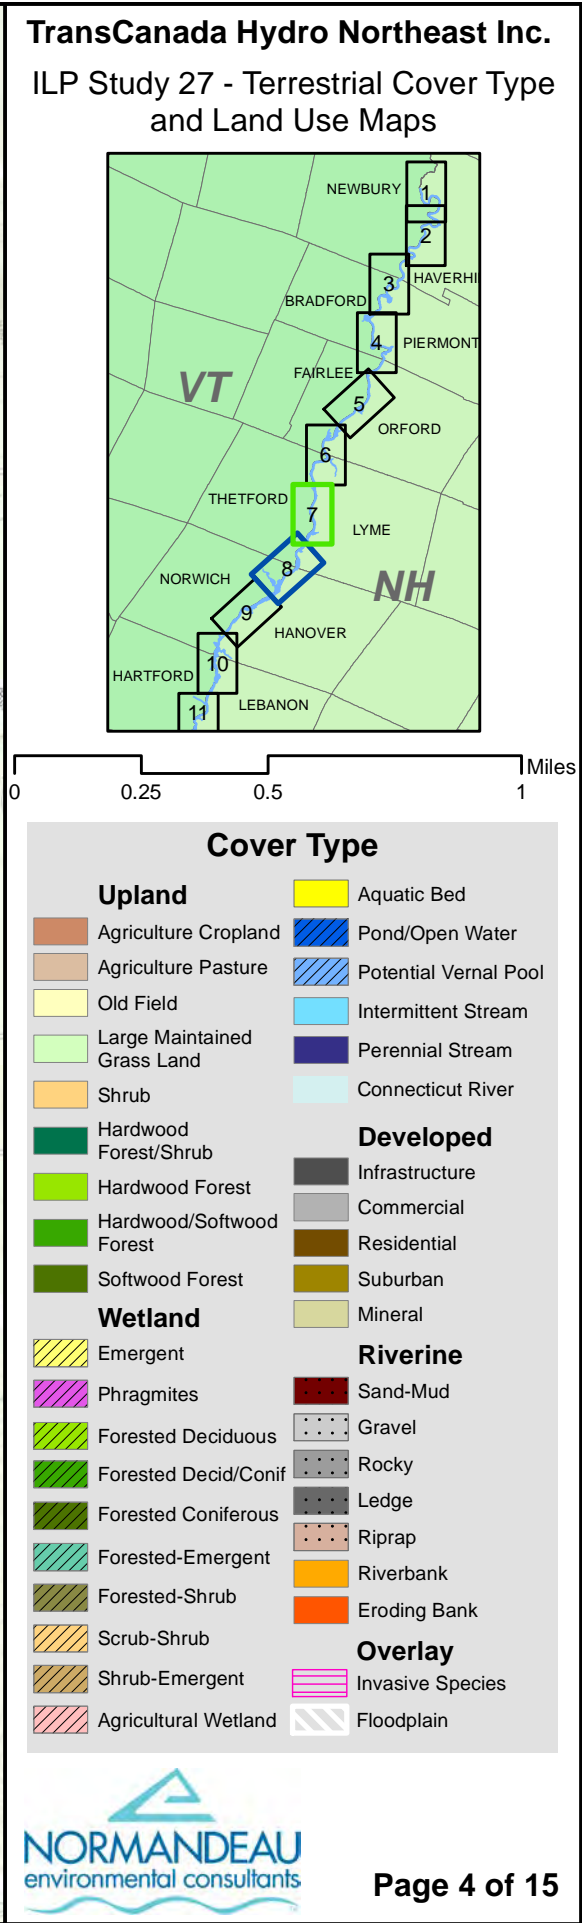 TransCanada Hydro Northeast Inc.
ILP Study 27 - Terrestrial Cover Type
and Land Use Maps
NEWBURY
1
2
HAVERHI
3
BRADFORD
4
PIERMONT
FAIRLEE
VT
5
ORFORD
6
THETFORD
7
LYME
8
NORWICH
NH
9
HANOVER
10
HARTFORD
LEBANON
11
Miles
0 0.25 0.5 1
Cover Type
Upland
Agriculture Cropland
Agriculture Pasture
Old Field
Large Maintained
Grass Land
Shrub
Hardwood
Forest/Shrub
Hardwood Forest
Hardwood/Softwood
Forest
Softwood Forest
Wetland
Emergent
Phragmites
Forested Deciduous
Forested Decid/Conif
Forested Coniferous
Forested-Emergent
Forested-Shrub
Scrub-Shrub
Shrub-Emergent
Agricultural Wetland
Aquatic Bed
Pond/Open Water
Potential Vernal Pool
Intermittent Stream
Perennial Stream
Connecticut River
Developed
Infrastructure
Commercial
Residential
Suburban
Mineral
Riverine
Sand-Mud
Gravel
Rocky
Ledge
Riprap
Riverbank
Eroding Bank
Overlay
Invasive Species
Floodplain
NORMANDEAU
environmental consultants
Page 4 of 15